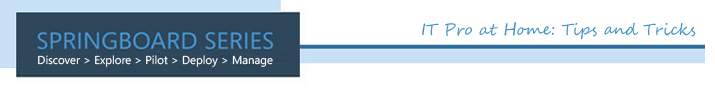 IT Pro at Home: Tips and Tricks
SPRINGBOARD SERIES
Discover > Explore > Pilot > Deploy > Manage